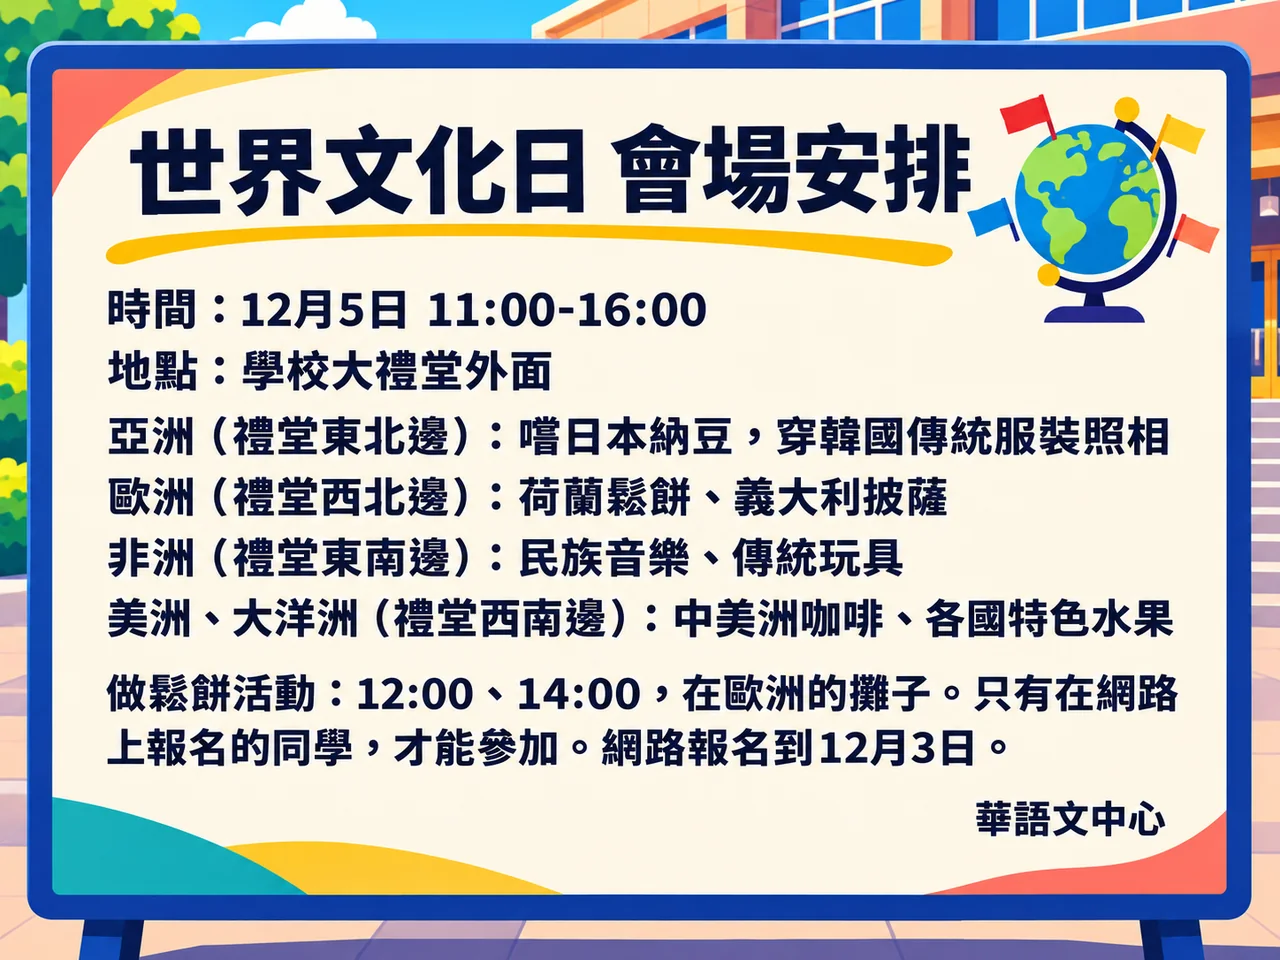 世界文化日 會場安排
時間：12月5日 11:00-16:00
地點：學校大禮堂外面
亞洲（禮堂東北邊）：嚐日本納豆，穿韓國傳統服裝照相
歐洲（禮堂西北邊）：荷蘭鬆餅、義大利披薩
非洲（禮堂東南邊）：民族音樂、傳統玩具
美洲、大洋洲（禮堂西南邊）：中美洲咖啡、各國特色水果
做鬆餅活動：12:00、14:00，在歐洲的攤子。只有在網路
上報名的同學，才能參加。網路報名到12月3日。
華語文中心